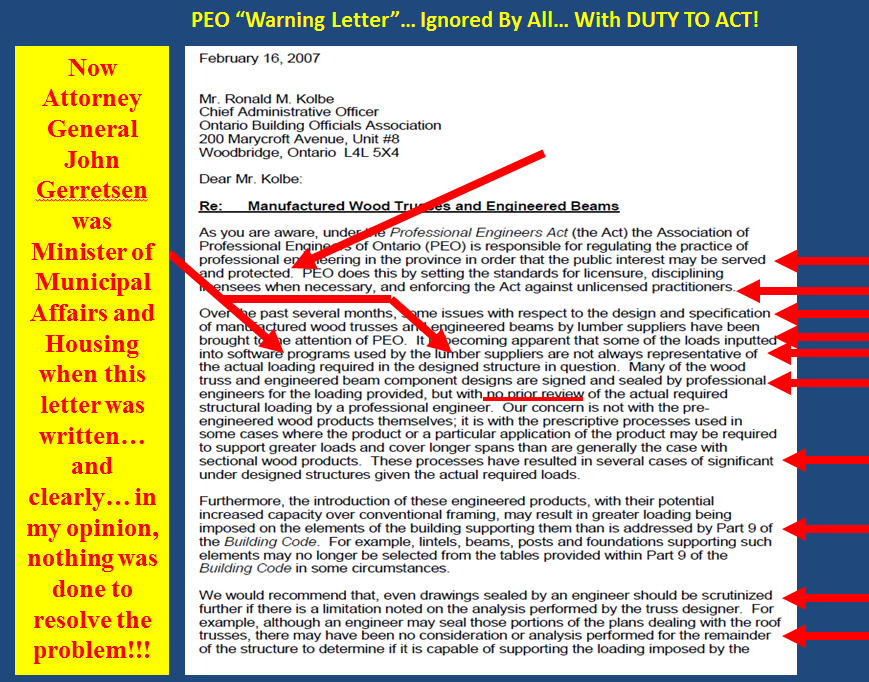 PEO “Warning Letter”… Ignored By All… With DUTY TO ACT!
Now
Attorney
General
John
Gerretsen
was
Minister of
Municipal
Affairs and
Housing
when this
letter was
written…
and
clearly… in
my opinion,
nothing was
done to
resolve the
problem!!!
February 16, 2007
Mr. Ronald M. Kolbe
Chief Administrative Officer
Ontario Building Officials Association
200 Marycroft Avenue, Unit #8
Woodbridge, Ontario L4L 5X4
Dear Mr. Kolbe:
Re: Manufactured Wood Trusses and Engineered Beams
As you are aware, under the Professional Engineers Act (the Act) the Association of
Professional Engineers of Ontario (PEO) is responsible for regulating the practice of
professional engineering in the province in order that the public interest may be served
and protected. PEO does this by setting the standards for licensure, disciplining
licensees when necessary, and enforcing the Act against unlicensed practitioners.
Over the past several months, some issues with respect to the design and specification
of manufactured wood trusses and engineered beams by lumber suppliers have been
brought to the attention of PEO. It is becoming apparent that some of the loads inputted
into software programs used by the lumber suppliers are not always representative of
the actual loading required in the designed structure in question. Many of the wood
truss and engineered beam component designs are signed and sealed by professional
engineers for the loading provided, but with no prior review of the actual required
structural loading by a professional engineer. Our concern is not with the pre-
engineered wood products themselves; it is with the prescriptive processes used in
some cases where the product or a particular application of the product may be required
to support greater loads and cover longer spans than are generally the case with
sectional wood products. These processes have resulted in several cases of significant
under designed structures given the actual required loads.
Furthermore, the introduction of these engineered products, with their potential
increased capacity over conventional framing, may result in greater loading being
imposed on the elements of the building supporting them than is addressed by Part 9 of
the Building Code. For example, lintels, beams, posts and foundations supporting such
elements may no longer be selected from the tables provided within Part 9 of the
Building Code in some circumstances.
We would recommend that, even drawings sealed by an engineer should be scrutinized
further if there is a limitation noted on the analysis performed by the truss designer. For
example, although an engineer may seal those portions of the plans dealing with the roof
trusses, there may have been no consideration or analysis performed for the remainder
of the structure to determine if it is capable of supporting the loading imposed by the